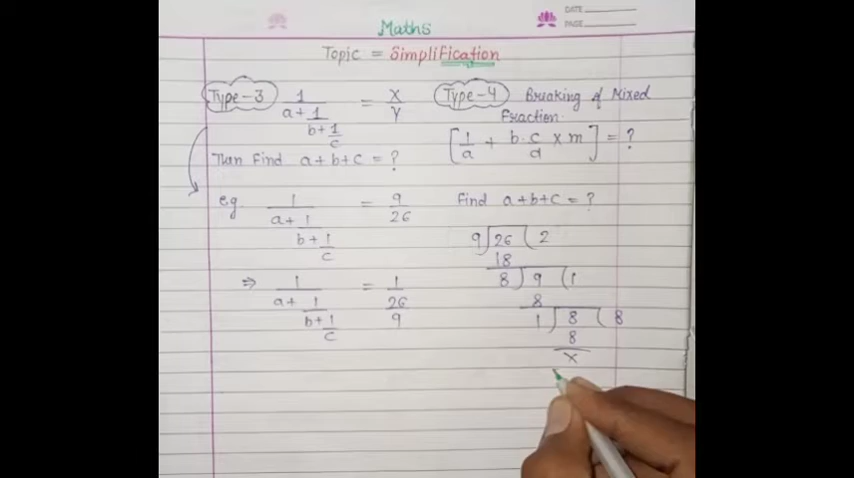 DATE
PAGE
Maths
Topic = Simplification
Type-3 1/(a+1/(b+1/c)) = X/Y
Than Find a+b+c = ?
Type-4 Breaking of Mixed
Fraction.
[1/a + b·c/d × m] = ?
eg. 1/(a+1/(b+1/c)) = 9/26 Find a+b+c = ?
⇒ 1/(a+1/(b+1/c)) = 1/(26/9)
9)26(2
18
8)9(1
8
1)8(8
8
x